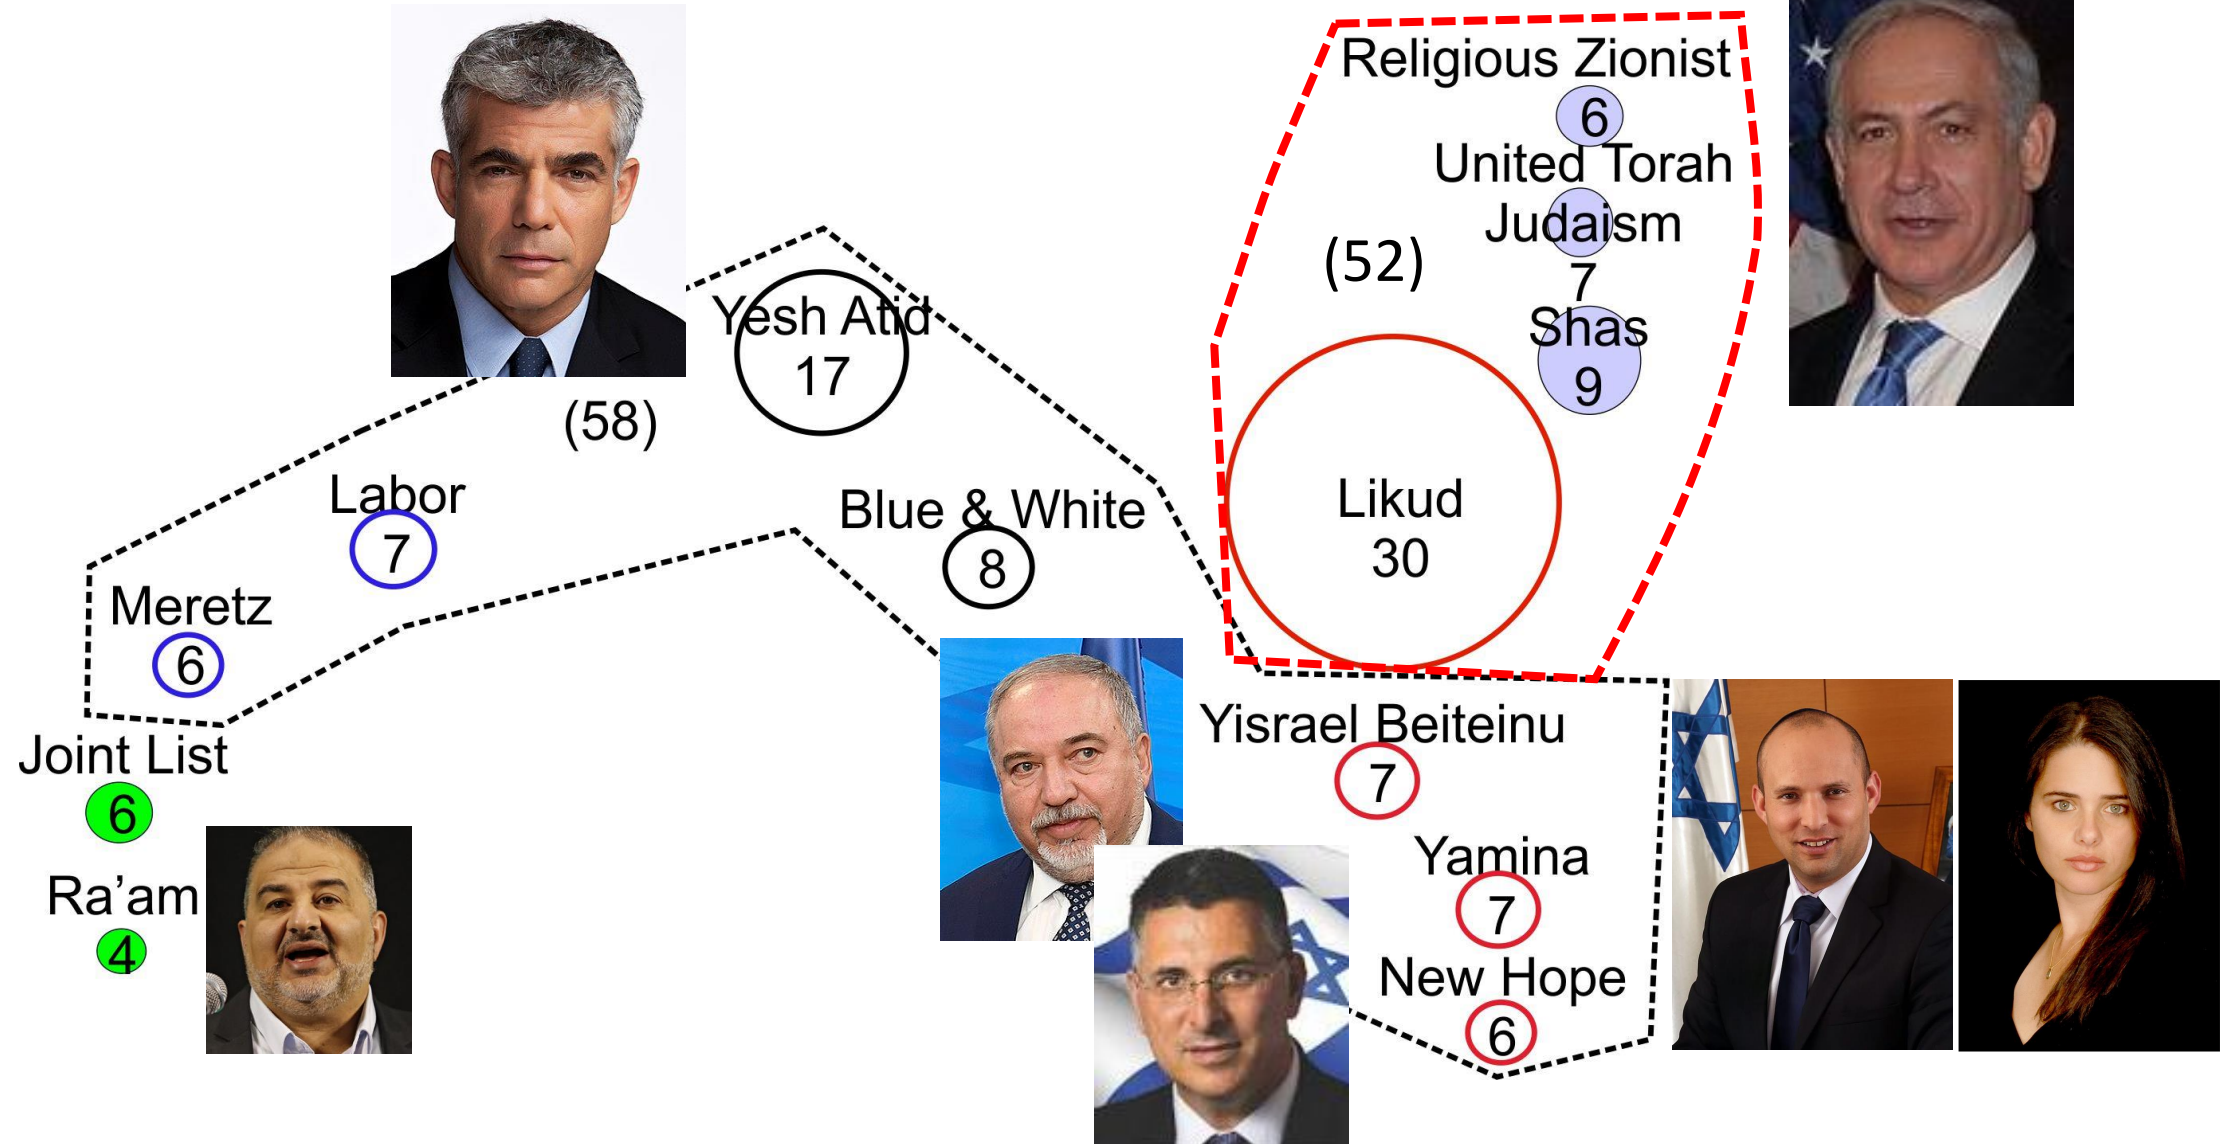 Religious Zionist
6
United Torah
Judaism
7
Shas
9
(52)
Likud
30
Yesh Atid
17
(58)
Labor
7
Blue & White
8
Meretz
6
Joint List
6
Ra’am
4
Yisrael Beiteinu
7
Yamina
7
New Hope
6